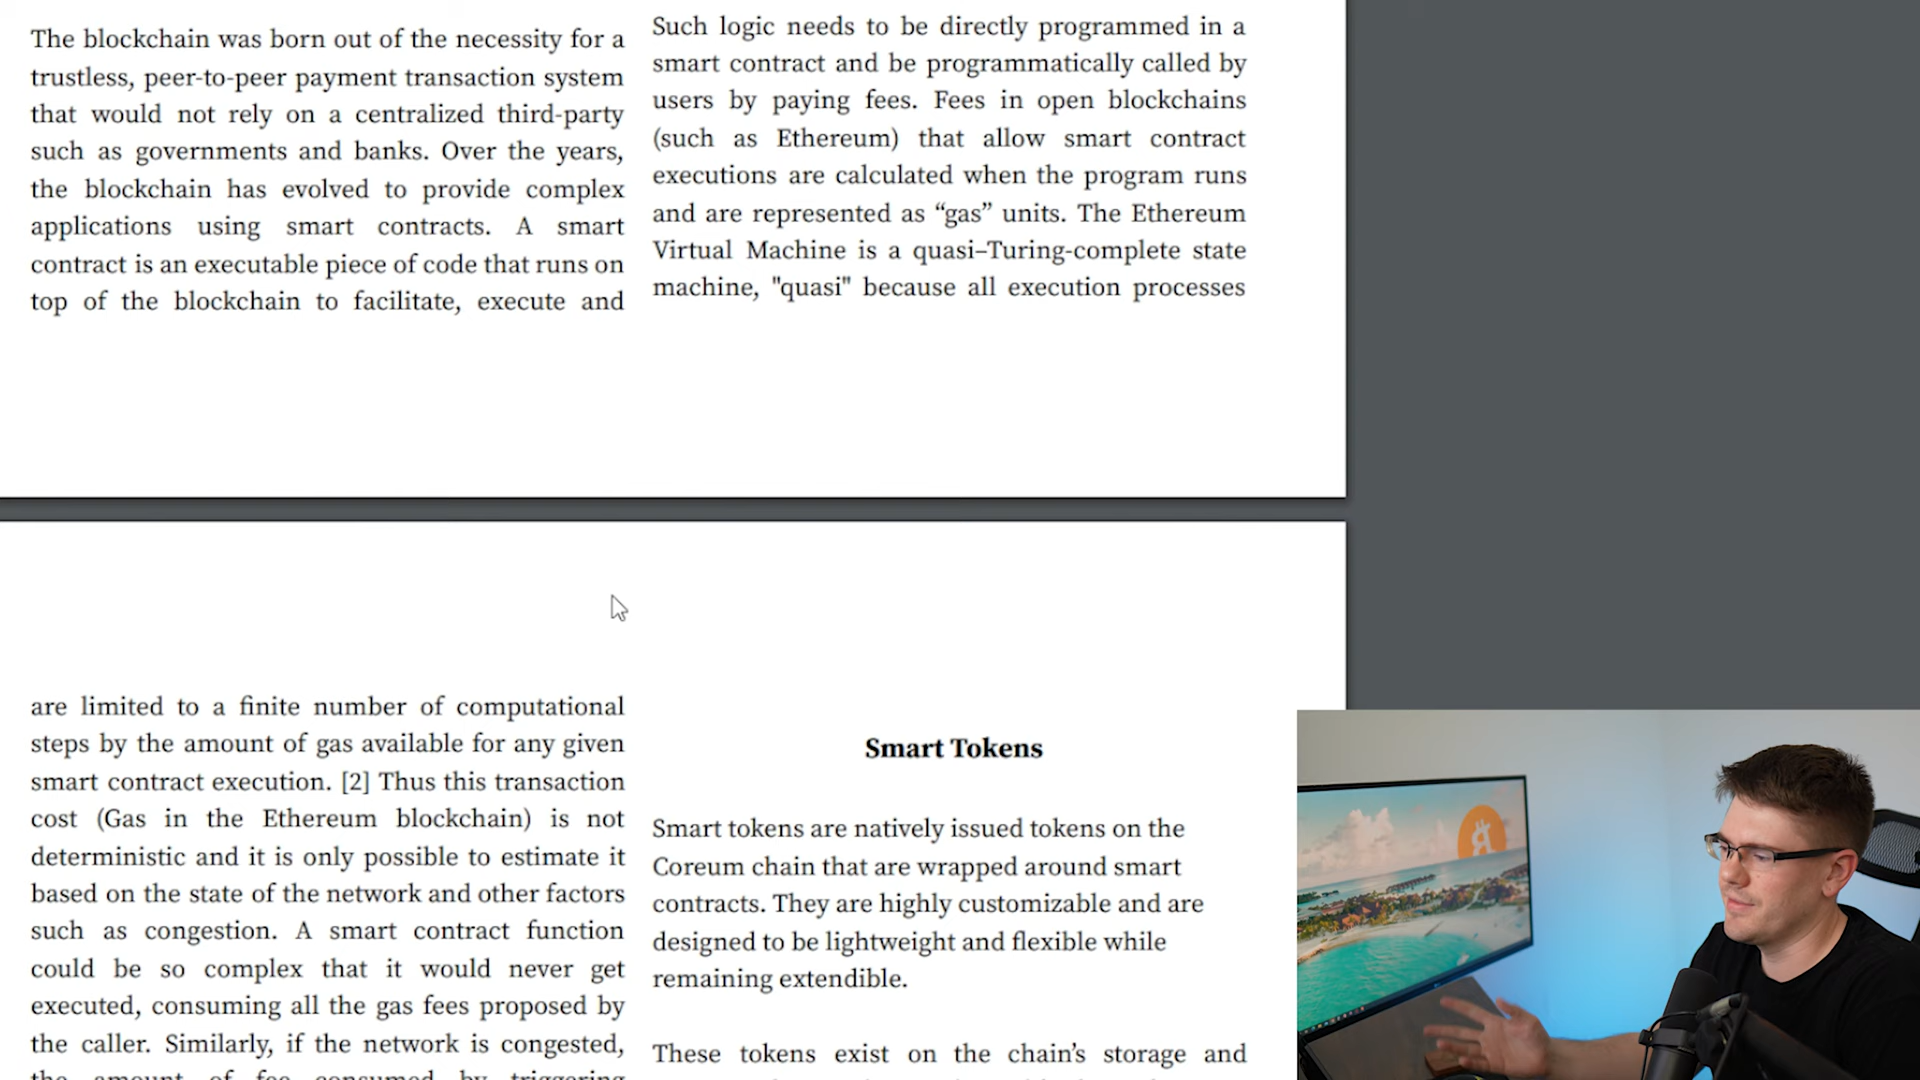 The blockchain was born out of the necessity for a
trustless, peer-to-peer payment transaction system
that would not rely on a centralized third-party
such as governments and banks. Over the years,
the blockchain has evolved to provide complex
applications using smart contracts. A smart
contract is an executable piece of code that runs on
top of the blockchain to facilitate, execute and
Such logic needs to be directly programmed in a
smart contract and be programmatically called by
users by paying fees. Fees in open blockchains
(such as Ethereum) that allow smart contract
executions are calculated when the program runs
and are represented as “gas” units. The Ethereum
Virtual Machine is a quasi–Turing-complete state
machine, "quasi" because all execution processes
are limited to a finite number of computational
steps by the amount of gas available for any given
smart contract execution. [2] Thus this transaction
cost (Gas in the Ethereum blockchain) is not
deterministic and it is only possible to estimate it
based on the state of the network and other factors
such as congestion. A smart contract function
could be so complex that it would never get
executed, consuming all the gas fees proposed by
the caller. Similarly, if the network is congested,
the amount of fee consumed by triggering
Smart Tokens
Smart tokens are natively issued tokens on the
Coreum chain that are wrapped around smart
contracts. They are highly customizable and are
designed to be lightweight and flexible while
remaining extendible.
These tokens exist on the chain’s storage and